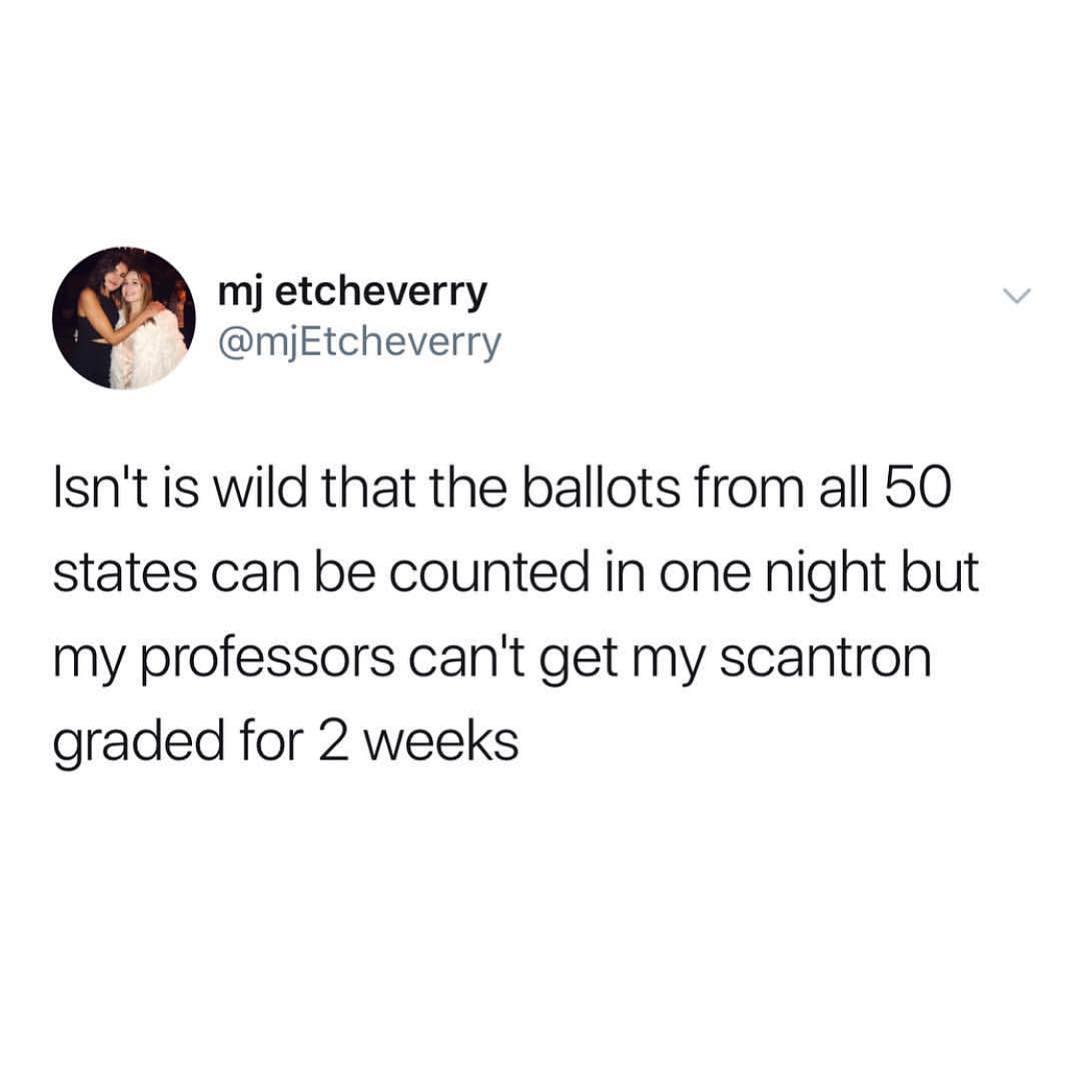 mj etcheverry
@mjEtcheverry
Isn't is wild that the ballots from all 50
states can be counted in one night but
my professors can't get my scantron
graded for 2 weeks